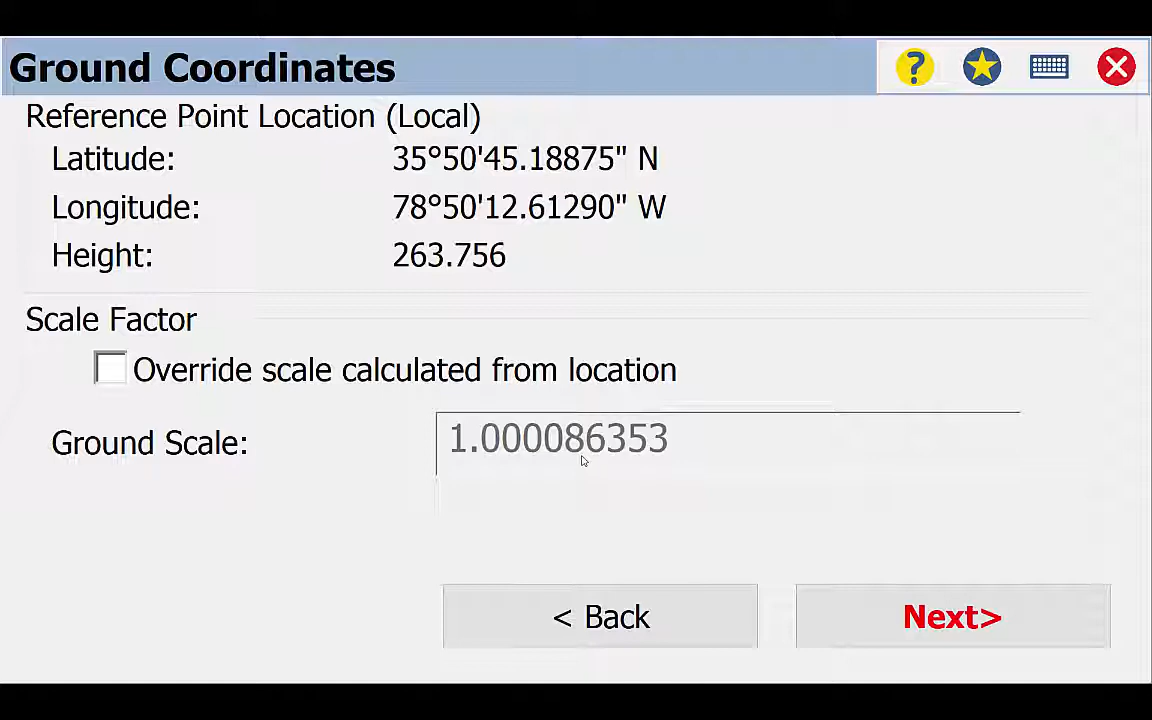 Ground Coordinates
Reference Point Location (Local)
Latitude: 35°50'45.18875" N
Longitude: 78°50'12.61290" W
Height: 263.756
Scale Factor
Override scale calculated from location
Ground Scale: 1.000086353
< Back Next>